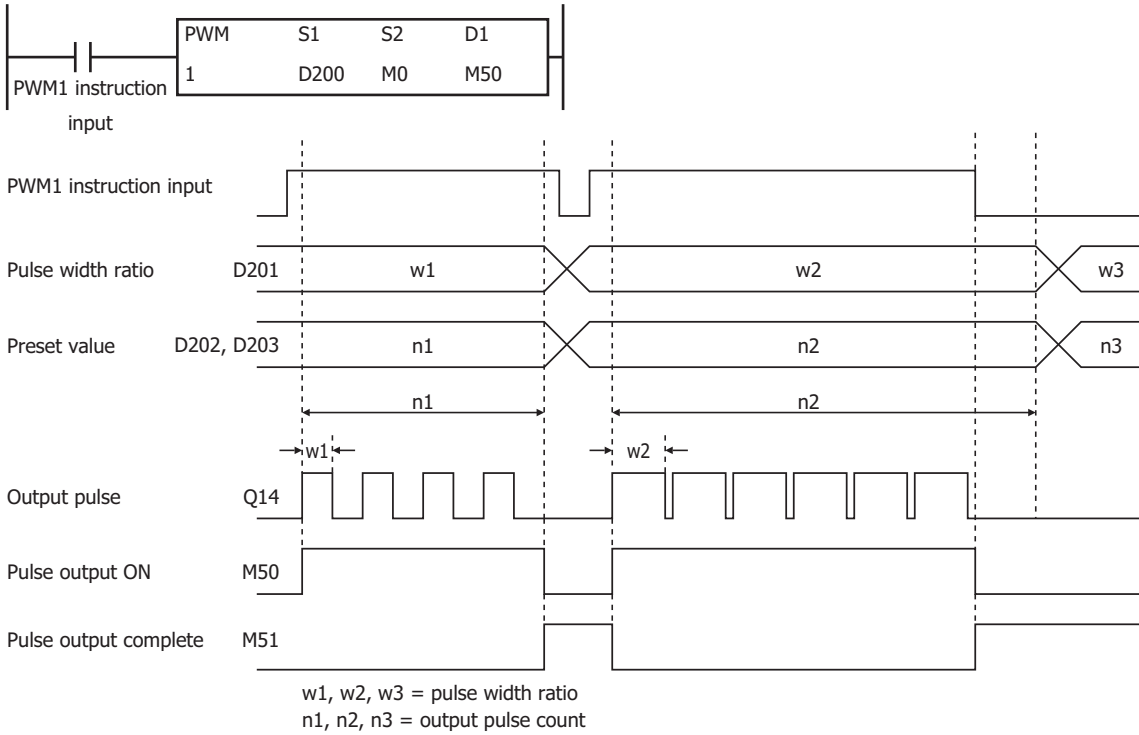 PWM S1 S2 D1
1 D200 M0 M50
PWM1 instruction
input
PWM1 instruction input
Pulse width ratio D201 w1 w2 w3
Preset value D202, D203 n1 n2 n3
n1 n2
w1 w2
Output pulse Q14
Pulse output ON M50
Pulse output complete M51
w1, w2, w3 = pulse width ratio
n1, n2, n3 = output pulse count